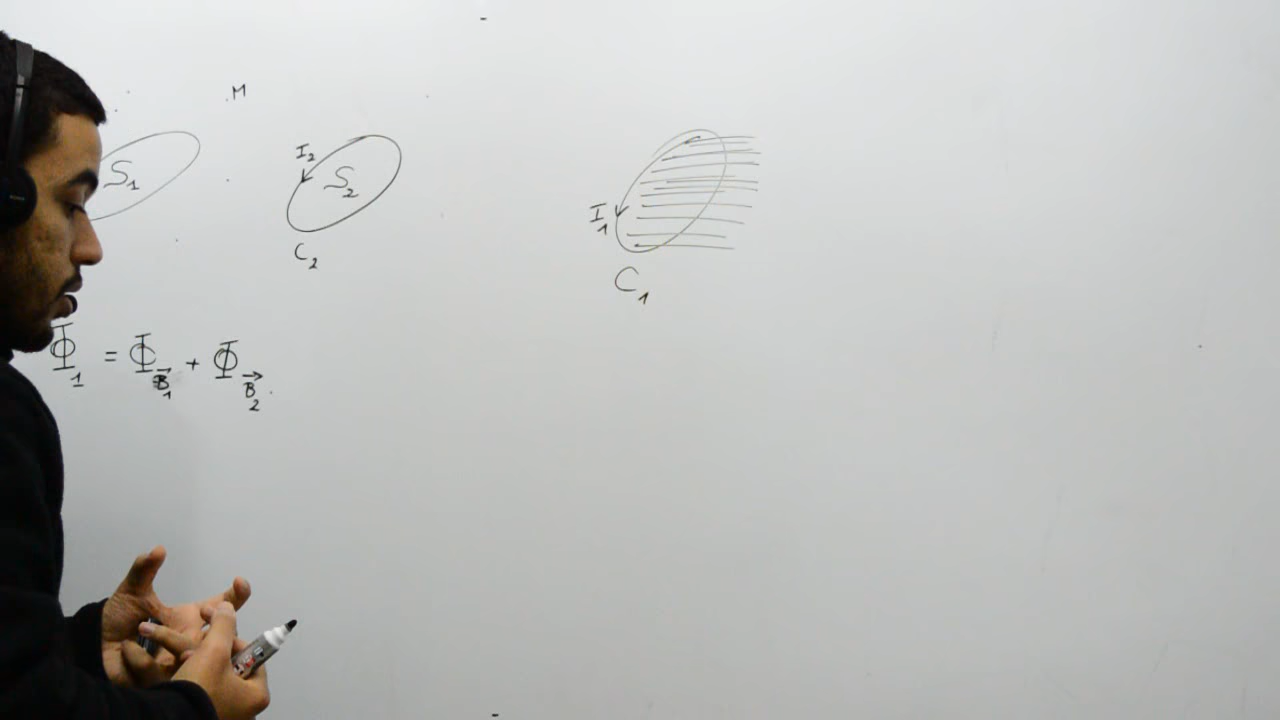 M
S₁
I₂
S₂
C₂
I₁
C₁
Φ₁ = Φ_B⃗₁ + Φ_B⃗₂.